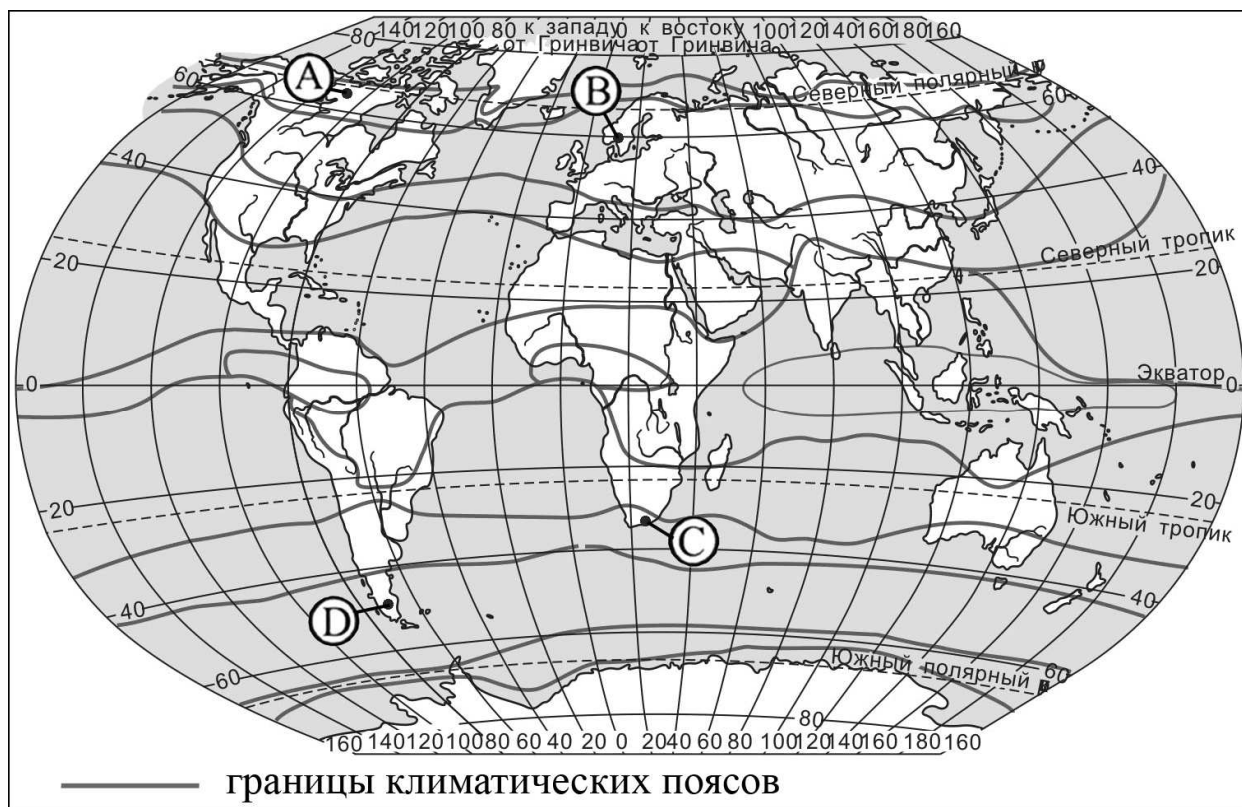 к западу к востоку
140 120 100 80 0 100 120 140 160 180 160
от Гринвича от Гринвича
80
60
Северный полярный
60
A
B
40
40
Северный тропик
20
20
Экватор
0
0
20
20
Южный тропик
C
40
40
D
Южный полярный
60
60
80
160 140 120 100 80 60 40 20 0 20 40 60 80 100 120 140 160 180 160
границы климатических поясов